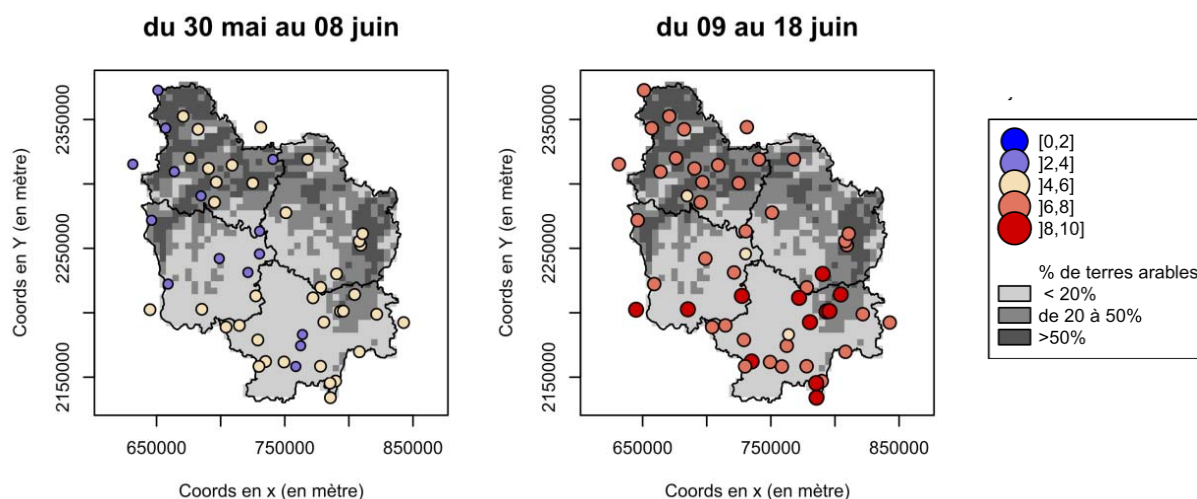 du 30 mai au 08 juin
du 09 au 18 juin
Coords en Y (en mètre)
2150000
2250000
2350000
650000
750000
850000
Coords en x (en mètre)
Coords en Y (en mètre)
2150000
2250000
2350000
650000
750000
850000
Coords en x (en mètre)
]0,2]
]2,4]
]4,6]
]6,8]
]8,10]
% de terres arables
< 20%
de 20 à 50%
>50%